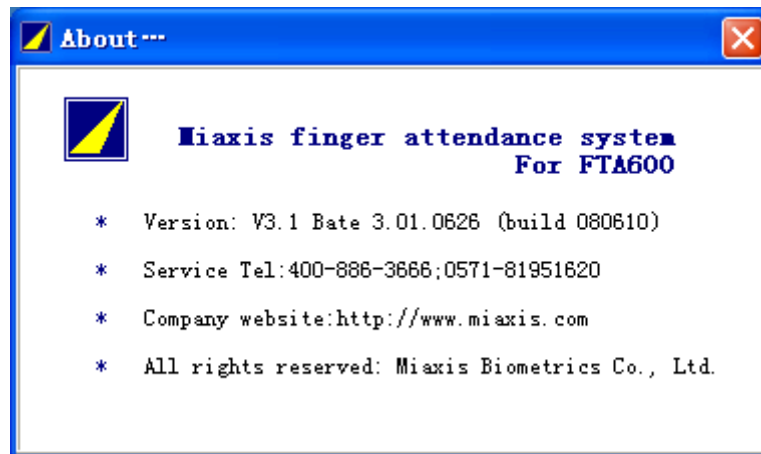 About…
Miaxis finger attendance system
For FTA600
* Version: V3.1 Bate 3.01.0626 (build 080610)
* Service Tel:400-886-3666;0571-81951620
* Company website:http://www.miaxis.com
* All rights reserved: Miaxis Biometrics Co., Ltd.